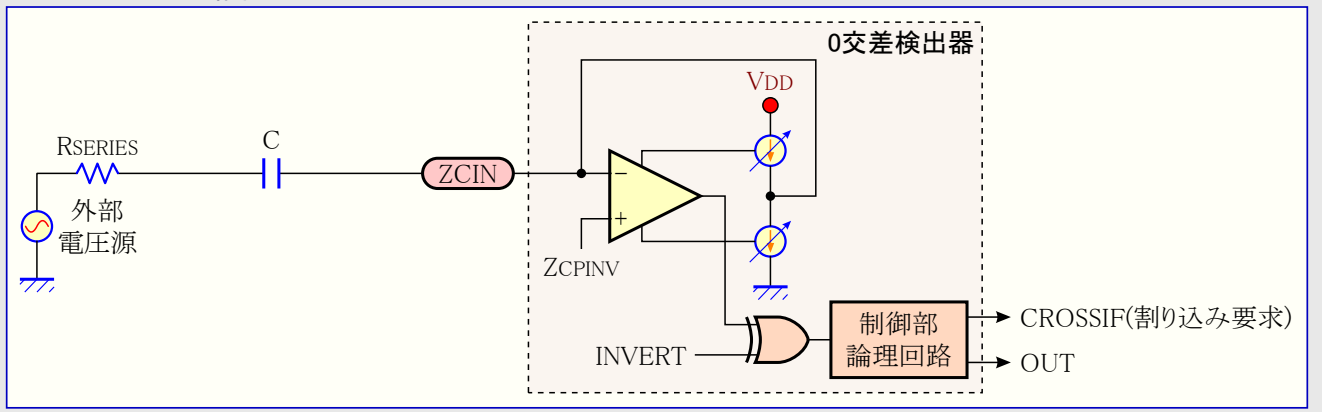 0交差検出器
VDD
RSERIES
C
ZCIN
外部
電圧源
−
+
ZCPINV
INVERT
制御部
論理回路
CROSSIF(割り込み要求)
OUT